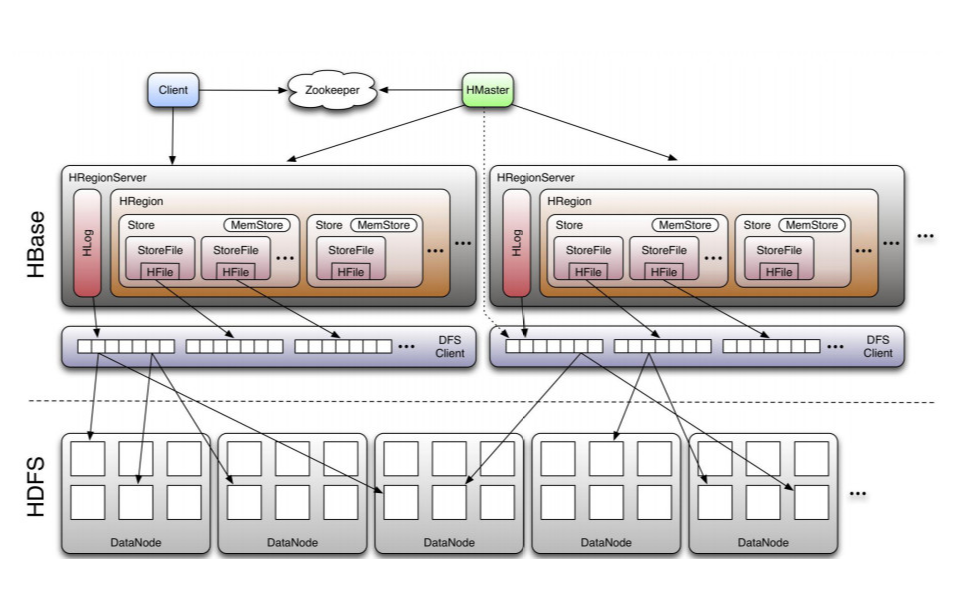 Client
Zookeeper
HMaster
HBase
HRegionServer
HLog
HRegion
Store
MemStore
StoreFile
HFile
StoreFile
HFile
...
Store
MemStore
StoreFile
HFile
...
...
HRegionServer
HLog
HRegion
Store
MemStore
StoreFile
HFile
StoreFile
HFile
...
Store
MemStore
StoreFile
HFile
...
...
...
...
DFS
Client
...
DFS
Client
HDFS
DataNode
DataNode
DataNode
DataNode
DataNode
...